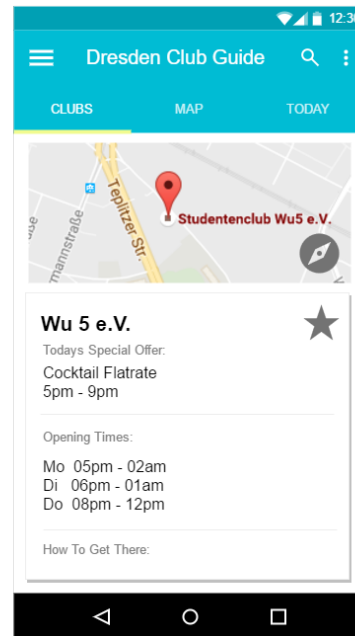 12:30
Dresden Club Guide
CLUBS MAP TODAY
Teplitzer Str.
Studentenclub Wu5 e.V.
Wu 5 e.V.
Todays Special Offer:
Cocktail Flatrate
5pm - 9pm
Opening Times:
Mo 05pm - 02am
Di 06pm - 01am
Do 08pm - 12pm
How To Get There: